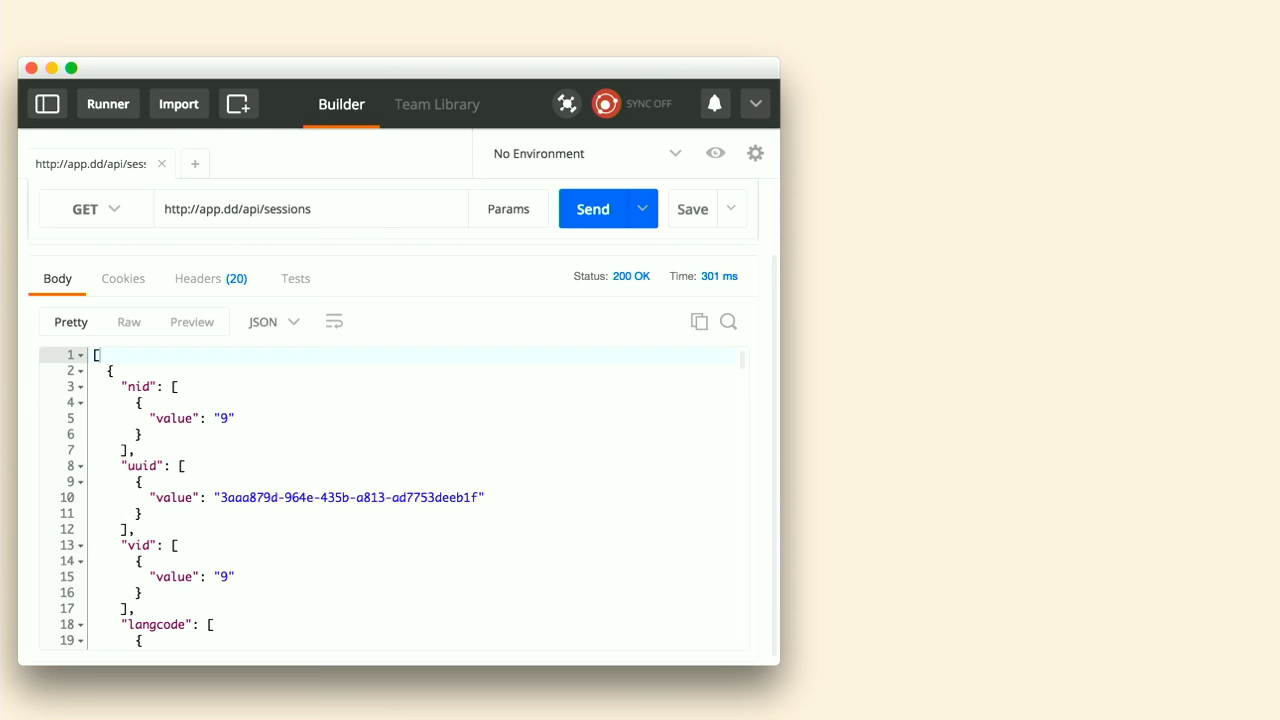 Runner Import Builder Team Library SYNC OFF
http://app.dd/api/ses: No Environment
GET http://app.dd/api/sessions Params Send Save
Body Cookies Headers (20) Tests Status: 200 OK Time: 301 ms
Pretty Raw Preview JSON
1 [
2 {
3 "nid": [
4 {
5 "value": "9"
6 }
7 ],
8 "uuid": [
9 {
10 "value": "3aaa879d-964e-435b-a813-ad7753deeb1f"
11 }
12 ],
13 "vid": [
14 {
15 "value": "9"
16 }
17 ],
18 "langcode": [
19 {